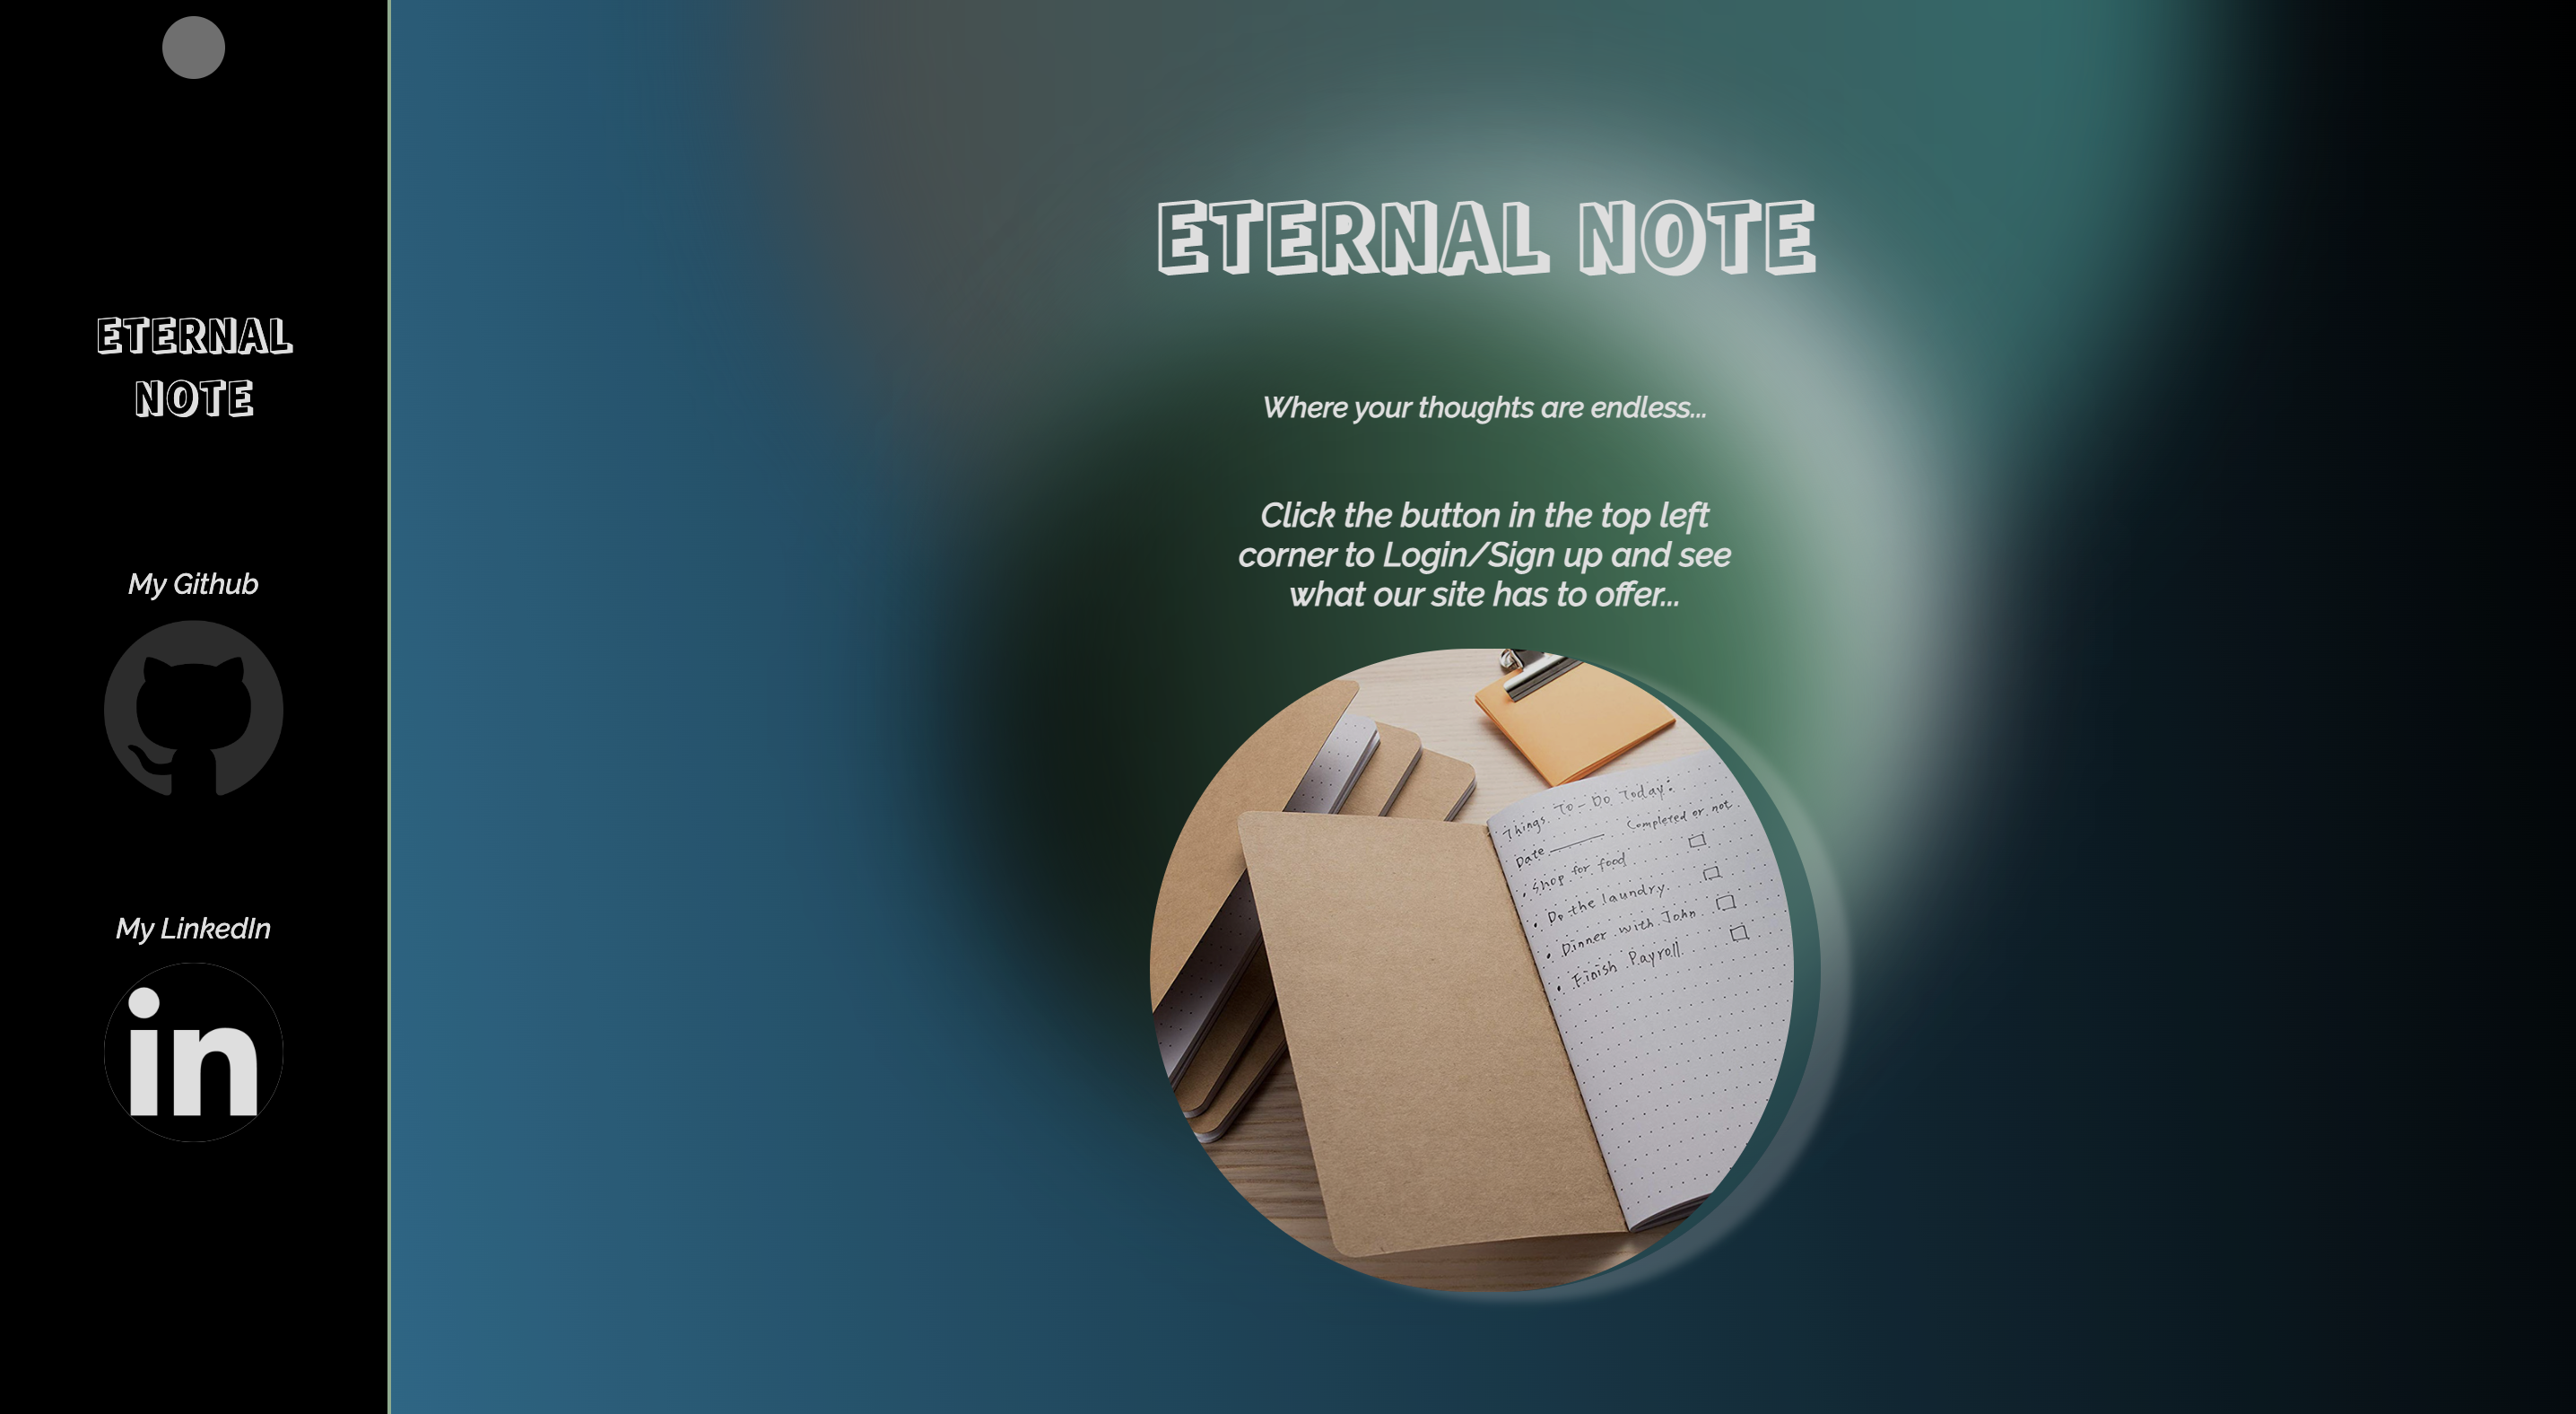 ETERNAL
NOTE
My Github
My LinkedIn
in
ETERNAL NOTE
Where your thoughts are endless...
Click the button in the top left
corner to Login/Sign up and see
what our site has to offer...
Things To-Do Today:
Date Completed or not
• Shop for food
• Do the laundry
• Dinner with John
• Finish Payroll